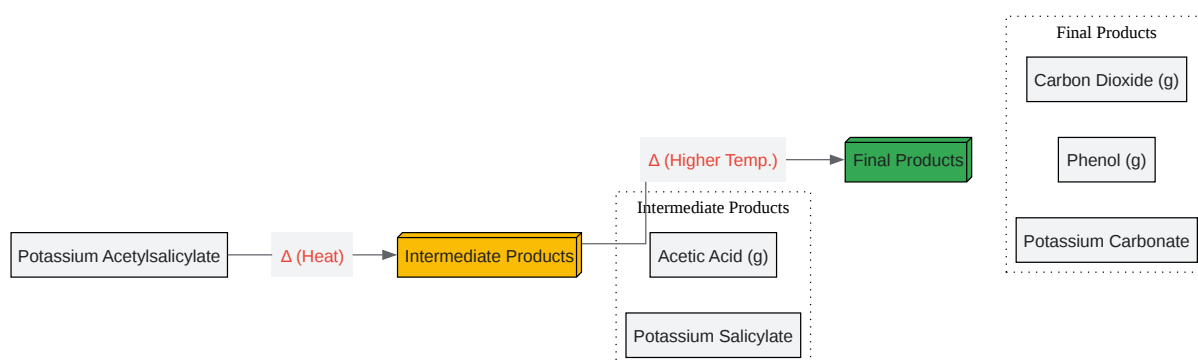 Final Products
Carbon Dioxide (g)
Phenol (g)
Potassium Carbonate
Δ (Higher Temp.)
Final Products
Intermediate Products
Acetic Acid (g)
Potassium Salicylate
Potassium Acetylsalicylate
Δ (Heat)
Intermediate Products